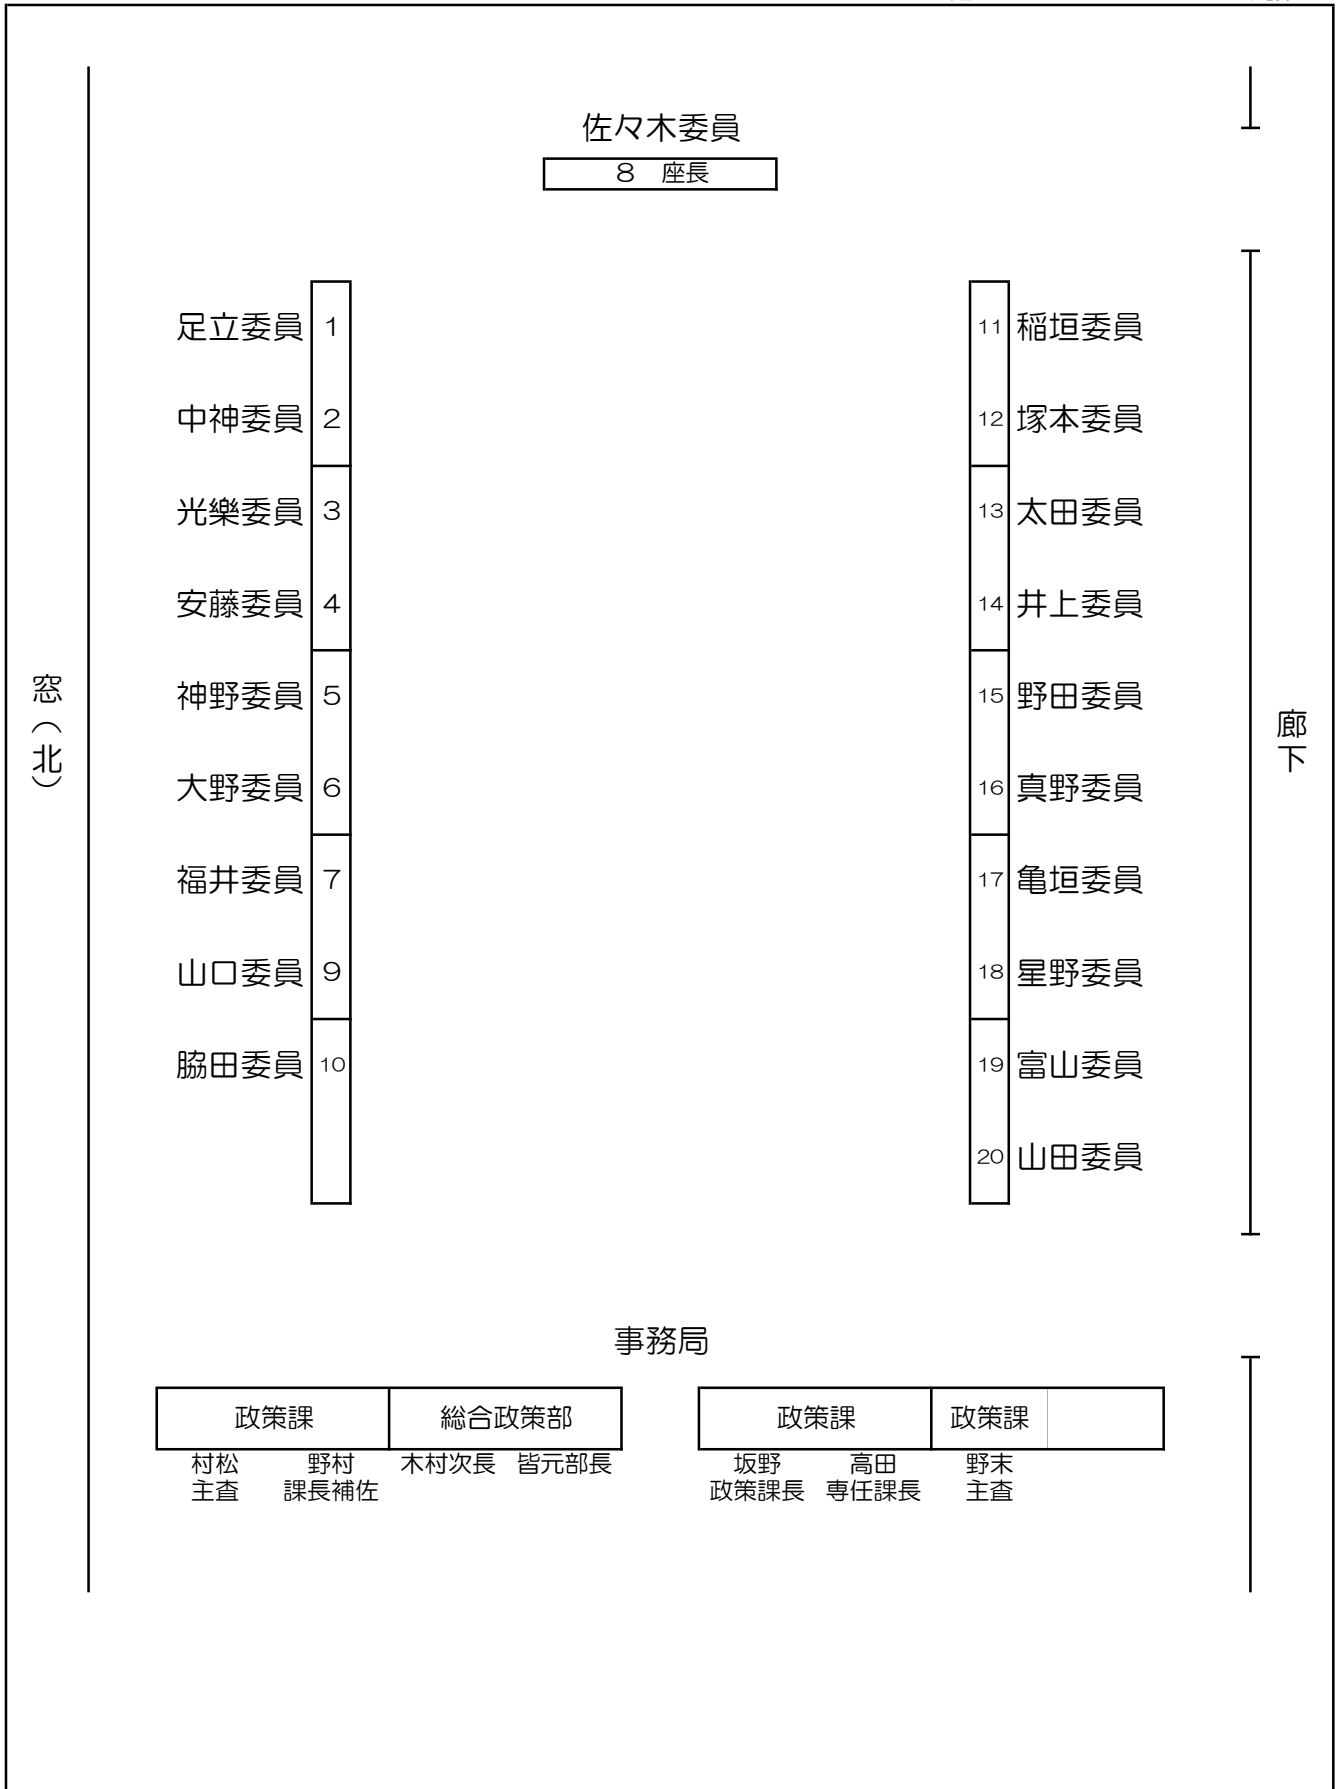 佐々木委員
8 座長
足立委員 1
中神委員 2
光樂委員 3
安藤委員 4
神野委員 5
大野委員 6
福井委員 7
山口委員 9
脇田委員 10
11 稲垣委員
12 塚本委員
13 太田委員
14 井上委員
15 野田委員
16 真野委員
17 亀垣委員
18 星野委員
19 富山委員
20 山田委員
窓(北)
廊下
事務局
政策課 総合政策部 政策課 政策課
村松 野村 木村次長 皆元部長 坂野 高田 野末
主査 課長補佐 政策課長 専任課長 主査